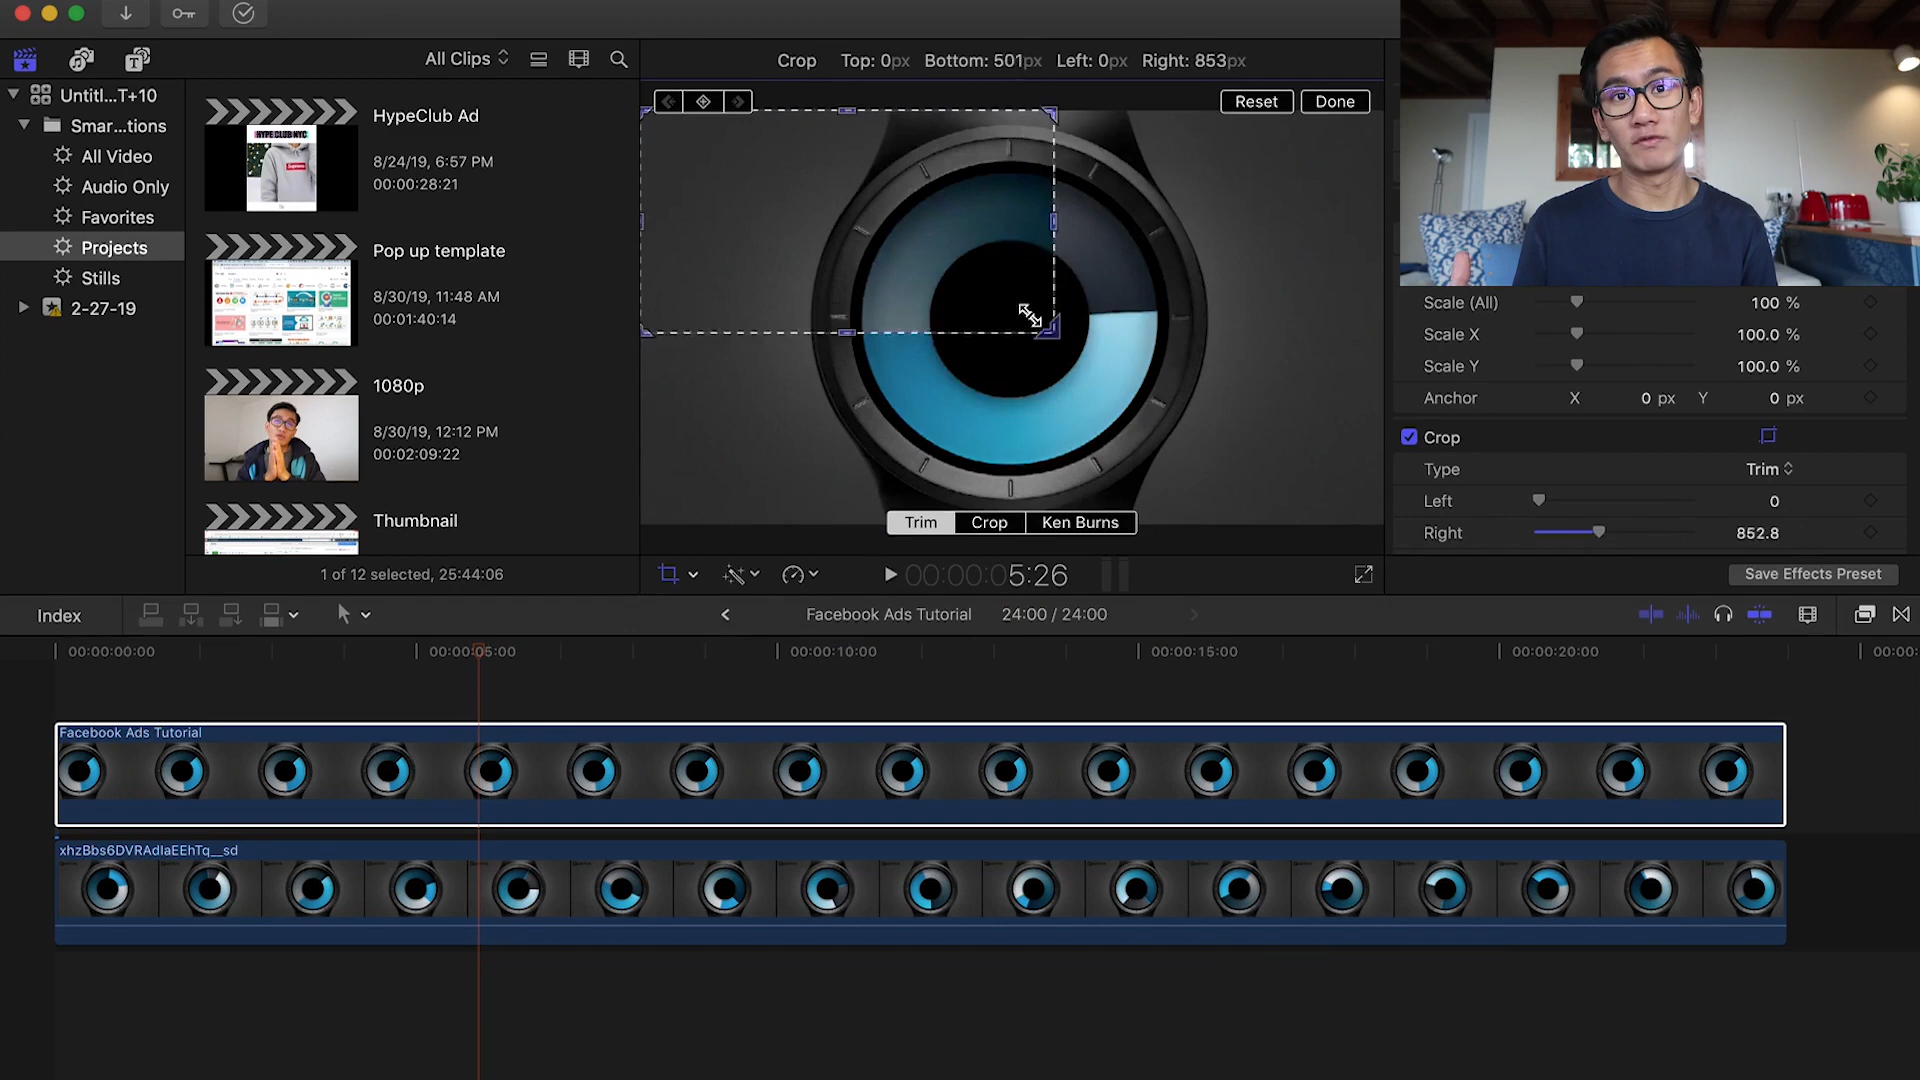 All Clips
Crop Top: 0px Bottom: 501px Left: 0px Right: 853px
Untitl...T+10
Smar...tions
All Video
Audio Only
Favorites
Projects
Stills
2-27-19
HypeClub Ad
8/24/19, 6:57 PM
00:00:28:21
HYPE CLUB NYC
Supreme
Pop up template
8/30/19, 11:48 AM
00:01:40:14
1080p
8/30/19, 12:12 PM
00:02:09:22
Thumbnail
1 of 12 selected, 25:44:06
Reset
Done
Trim
Crop
Ken Burns
00:00:05:26
Scale (All) 100 %
Scale X 100.0 %
Scale Y 100.0 %
Anchor X 0 px Y 0 px
Crop
Type Trim
Left 0
Right 852.8
Save Effects Preset
Index
Facebook Ads Tutorial 24:00 / 24:00
00:00:00:00
00:00:05:00
00:00:10:00
00:00:15:00
00:00:20:00
00:00:
Facebook Ads Tutorial
xhzBbs6DVRAdIaEEhTq__sd